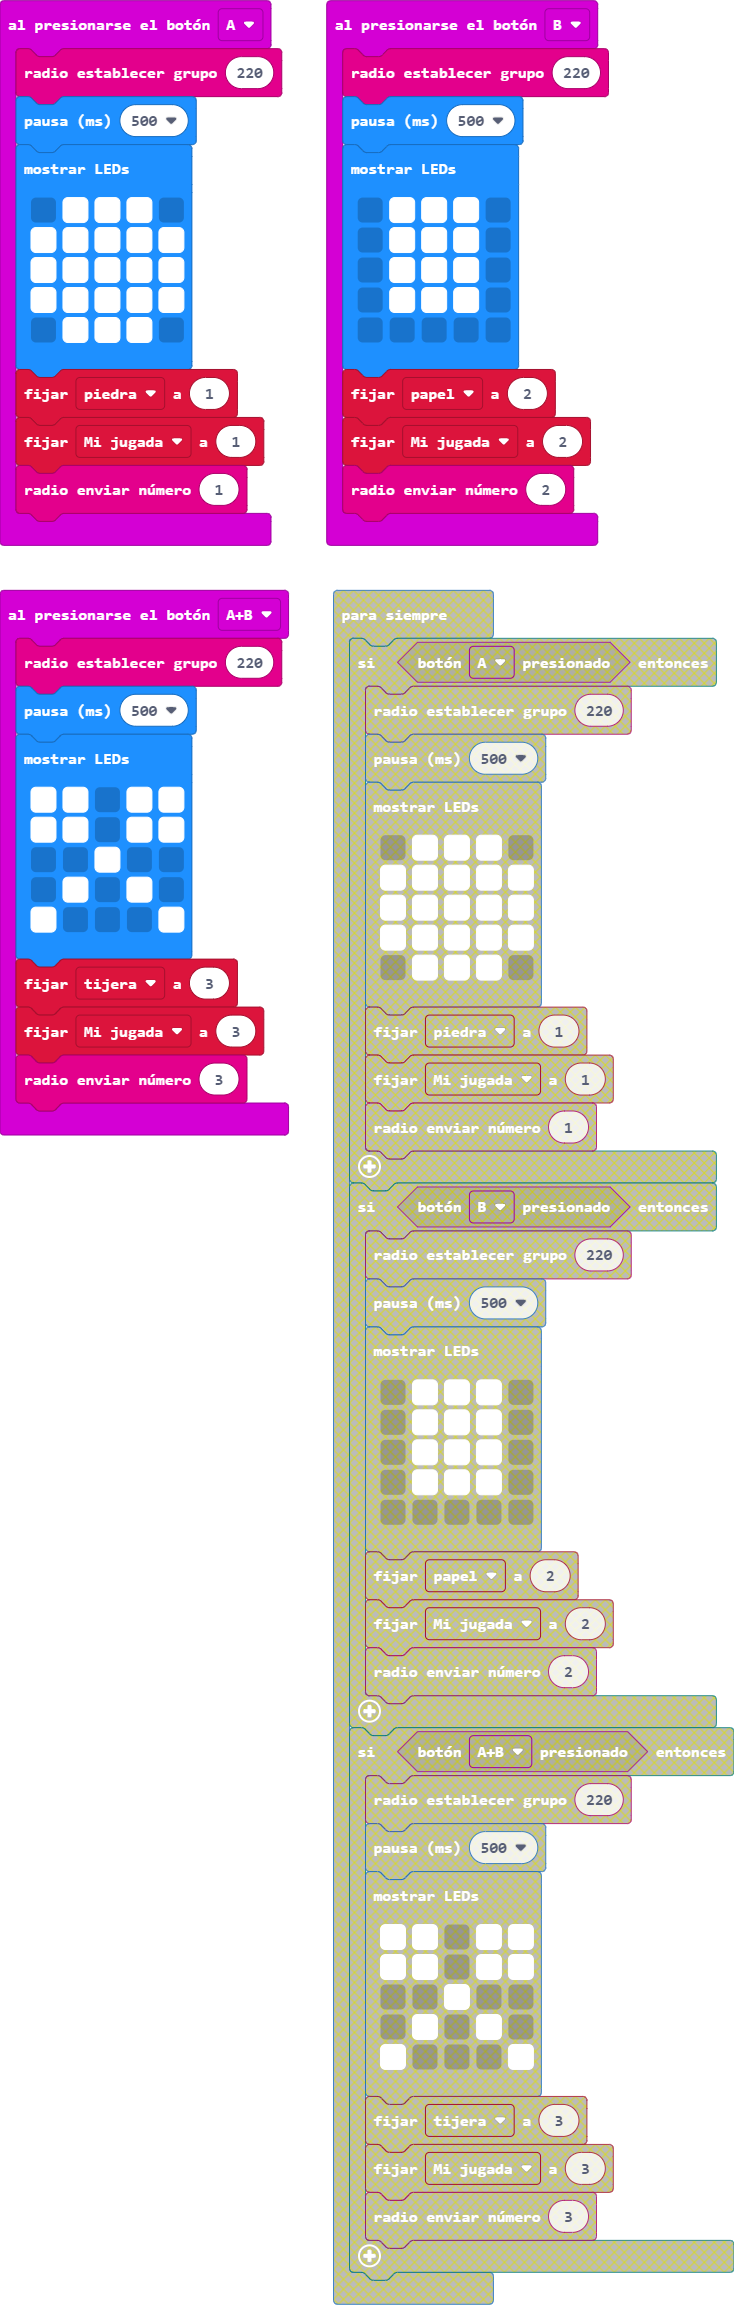 al presionarse el botón A
radio establecer grupo 220
pausa (ms) 500
mostrar LEDs
fijar piedra a 1
fijar Mi jugada a 1
radio enviar número 1
al presionarse el botón B
radio establecer grupo 220
pausa (ms) 500
mostrar LEDs
fijar papel a 2
fijar Mi jugada a 2
radio enviar número 2
al presionarse el botón A+B
radio establecer grupo 220
pausa (ms) 500
mostrar LEDs
fijar tijera a 3
fijar Mi jugada a 3
radio enviar número 3
para siempre
si botón A presionado entonces
radio establecer grupo 220
pausa (ms) 500
mostrar LEDs
fijar piedra a 1
fijar Mi jugada a 1
radio enviar número 1
si botón B presionado entonces
radio establecer grupo 220
pausa (ms) 500
mostrar LEDs
fijar papel a 2
fijar Mi jugada a 2
radio enviar número 2
si botón A+B presionado entonces
radio establecer grupo 220
pausa (ms) 500
mostrar LEDs
fijar tijera a 3
fijar Mi jugada a 3
radio enviar número 3